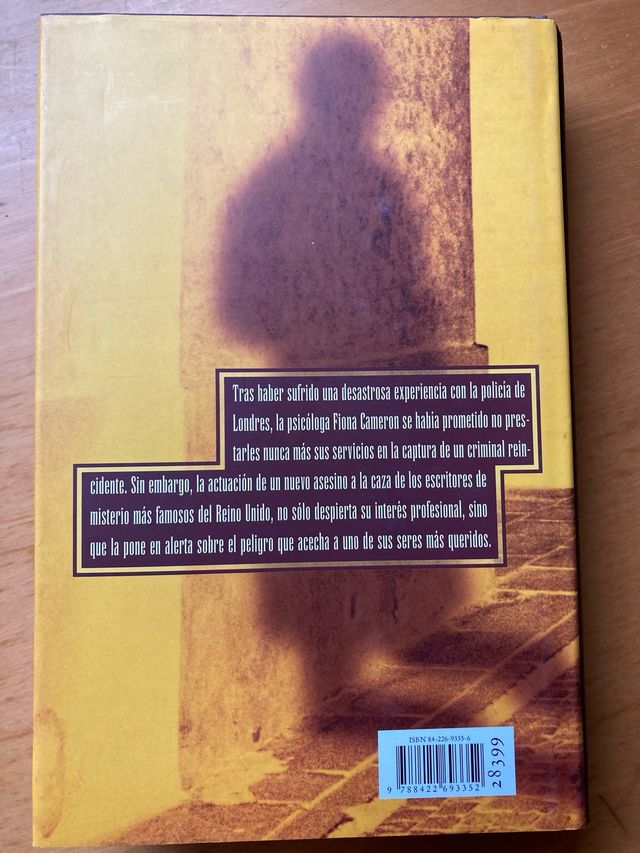 Tras haber sufrido una desastrosa experiencia con la policía de
Londres, la psicóloga Fiona Cameron se había prometido no pres-
tarles nunca más sus servicios en la captura de un criminal rein-
cidente. Sin embargo, la actuación de un nuevo asesino a la caza de los escritores de
misterio más famosos del Reino Unido, no sólo despierta su interés profesional, sino
que la pone en alerta sobre el peligro que acecha a uno de sus seres más queridos.
ISBN 84-226-9335-6
9 788422 693352
28399